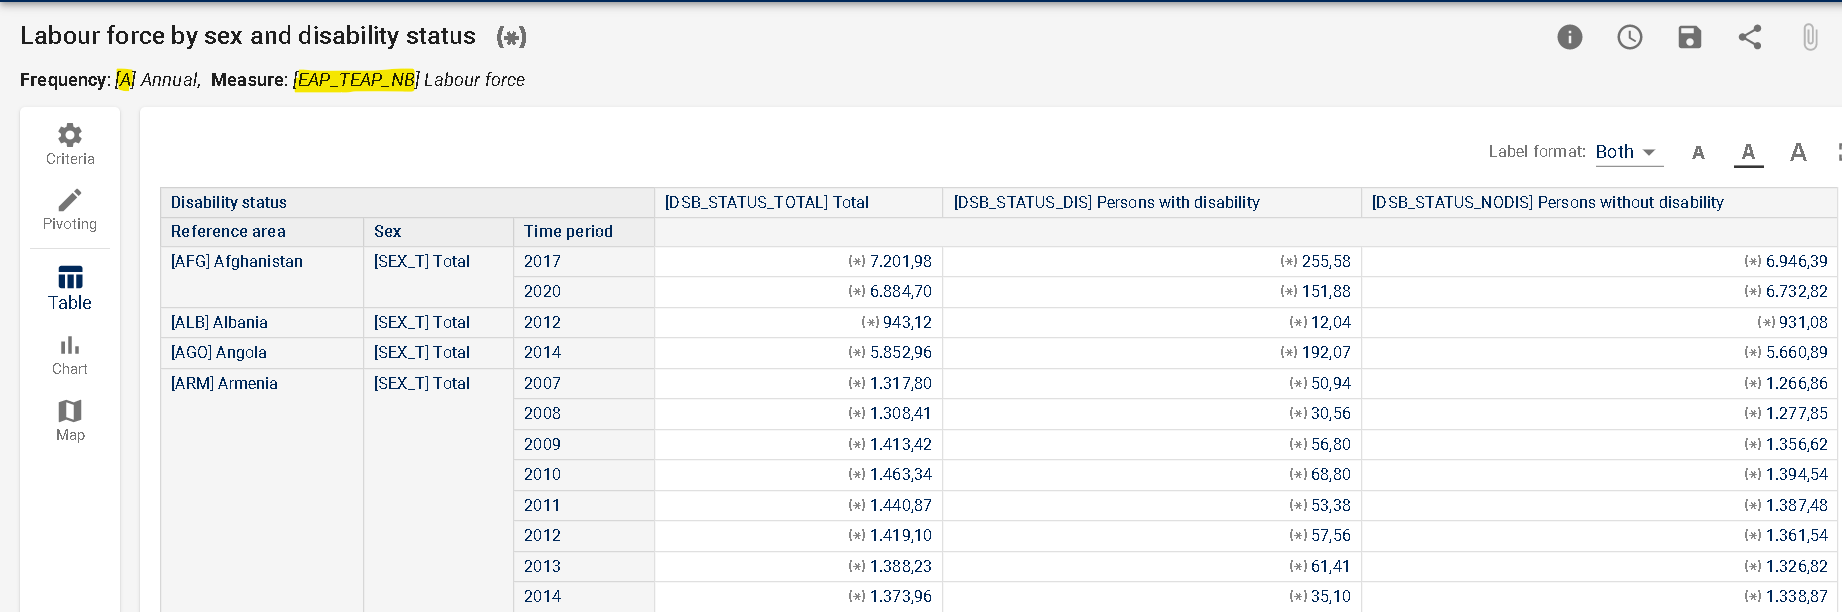 Labour force by sex and disability status (*)
Frequency: [A] Annual, Measure: [EAP_TEAP_NB] Labour force
Criteria
Pivoting
Table
Chart
Map
Label format: Both A A A
Disability status [DSB_STATUS_TOTAL] Total [DSB_STATUS_DIS] Persons with disability [DSB_STATUS_NODIS] Persons without disability
Reference area Sex Time period
[AFG] Afghanistan [SEX_T] Total 2017 (*) 7.201,98 (*) 255,58 (*) 6.946,39
2020 (*) 6.884,70 (*) 151,88 (*) 6.732,82
[ALB] Albania [SEX_T] Total 2012 (*) 943,12 (*) 12,04 (*) 931,08
[AGO] Angola [SEX_T] Total 2014 (*) 5.852,96 (*) 192,07 (*) 5.660,89
[ARM] Armenia [SEX_T] Total 2007 (*) 1.317,80 (*) 50,94 (*) 1.266,86
2008 (*) 1.308,41 (*) 30,56 (*) 1.277,85
2009 (*) 1.413,42 (*) 56,80 (*) 1.356,62
2010 (*) 1.463,34 (*) 68,80 (*) 1.394,54
2011 (*) 1.440,87 (*) 53,38 (*) 1.387,48
2012 (*) 1.419,10 (*) 57,56 (*) 1.361,54
2013 (*) 1.388,23 (*) 61,41 (*) 1.326,82
2014 (*) 1.373,96 (*) 35,10 (*) 1.338,87